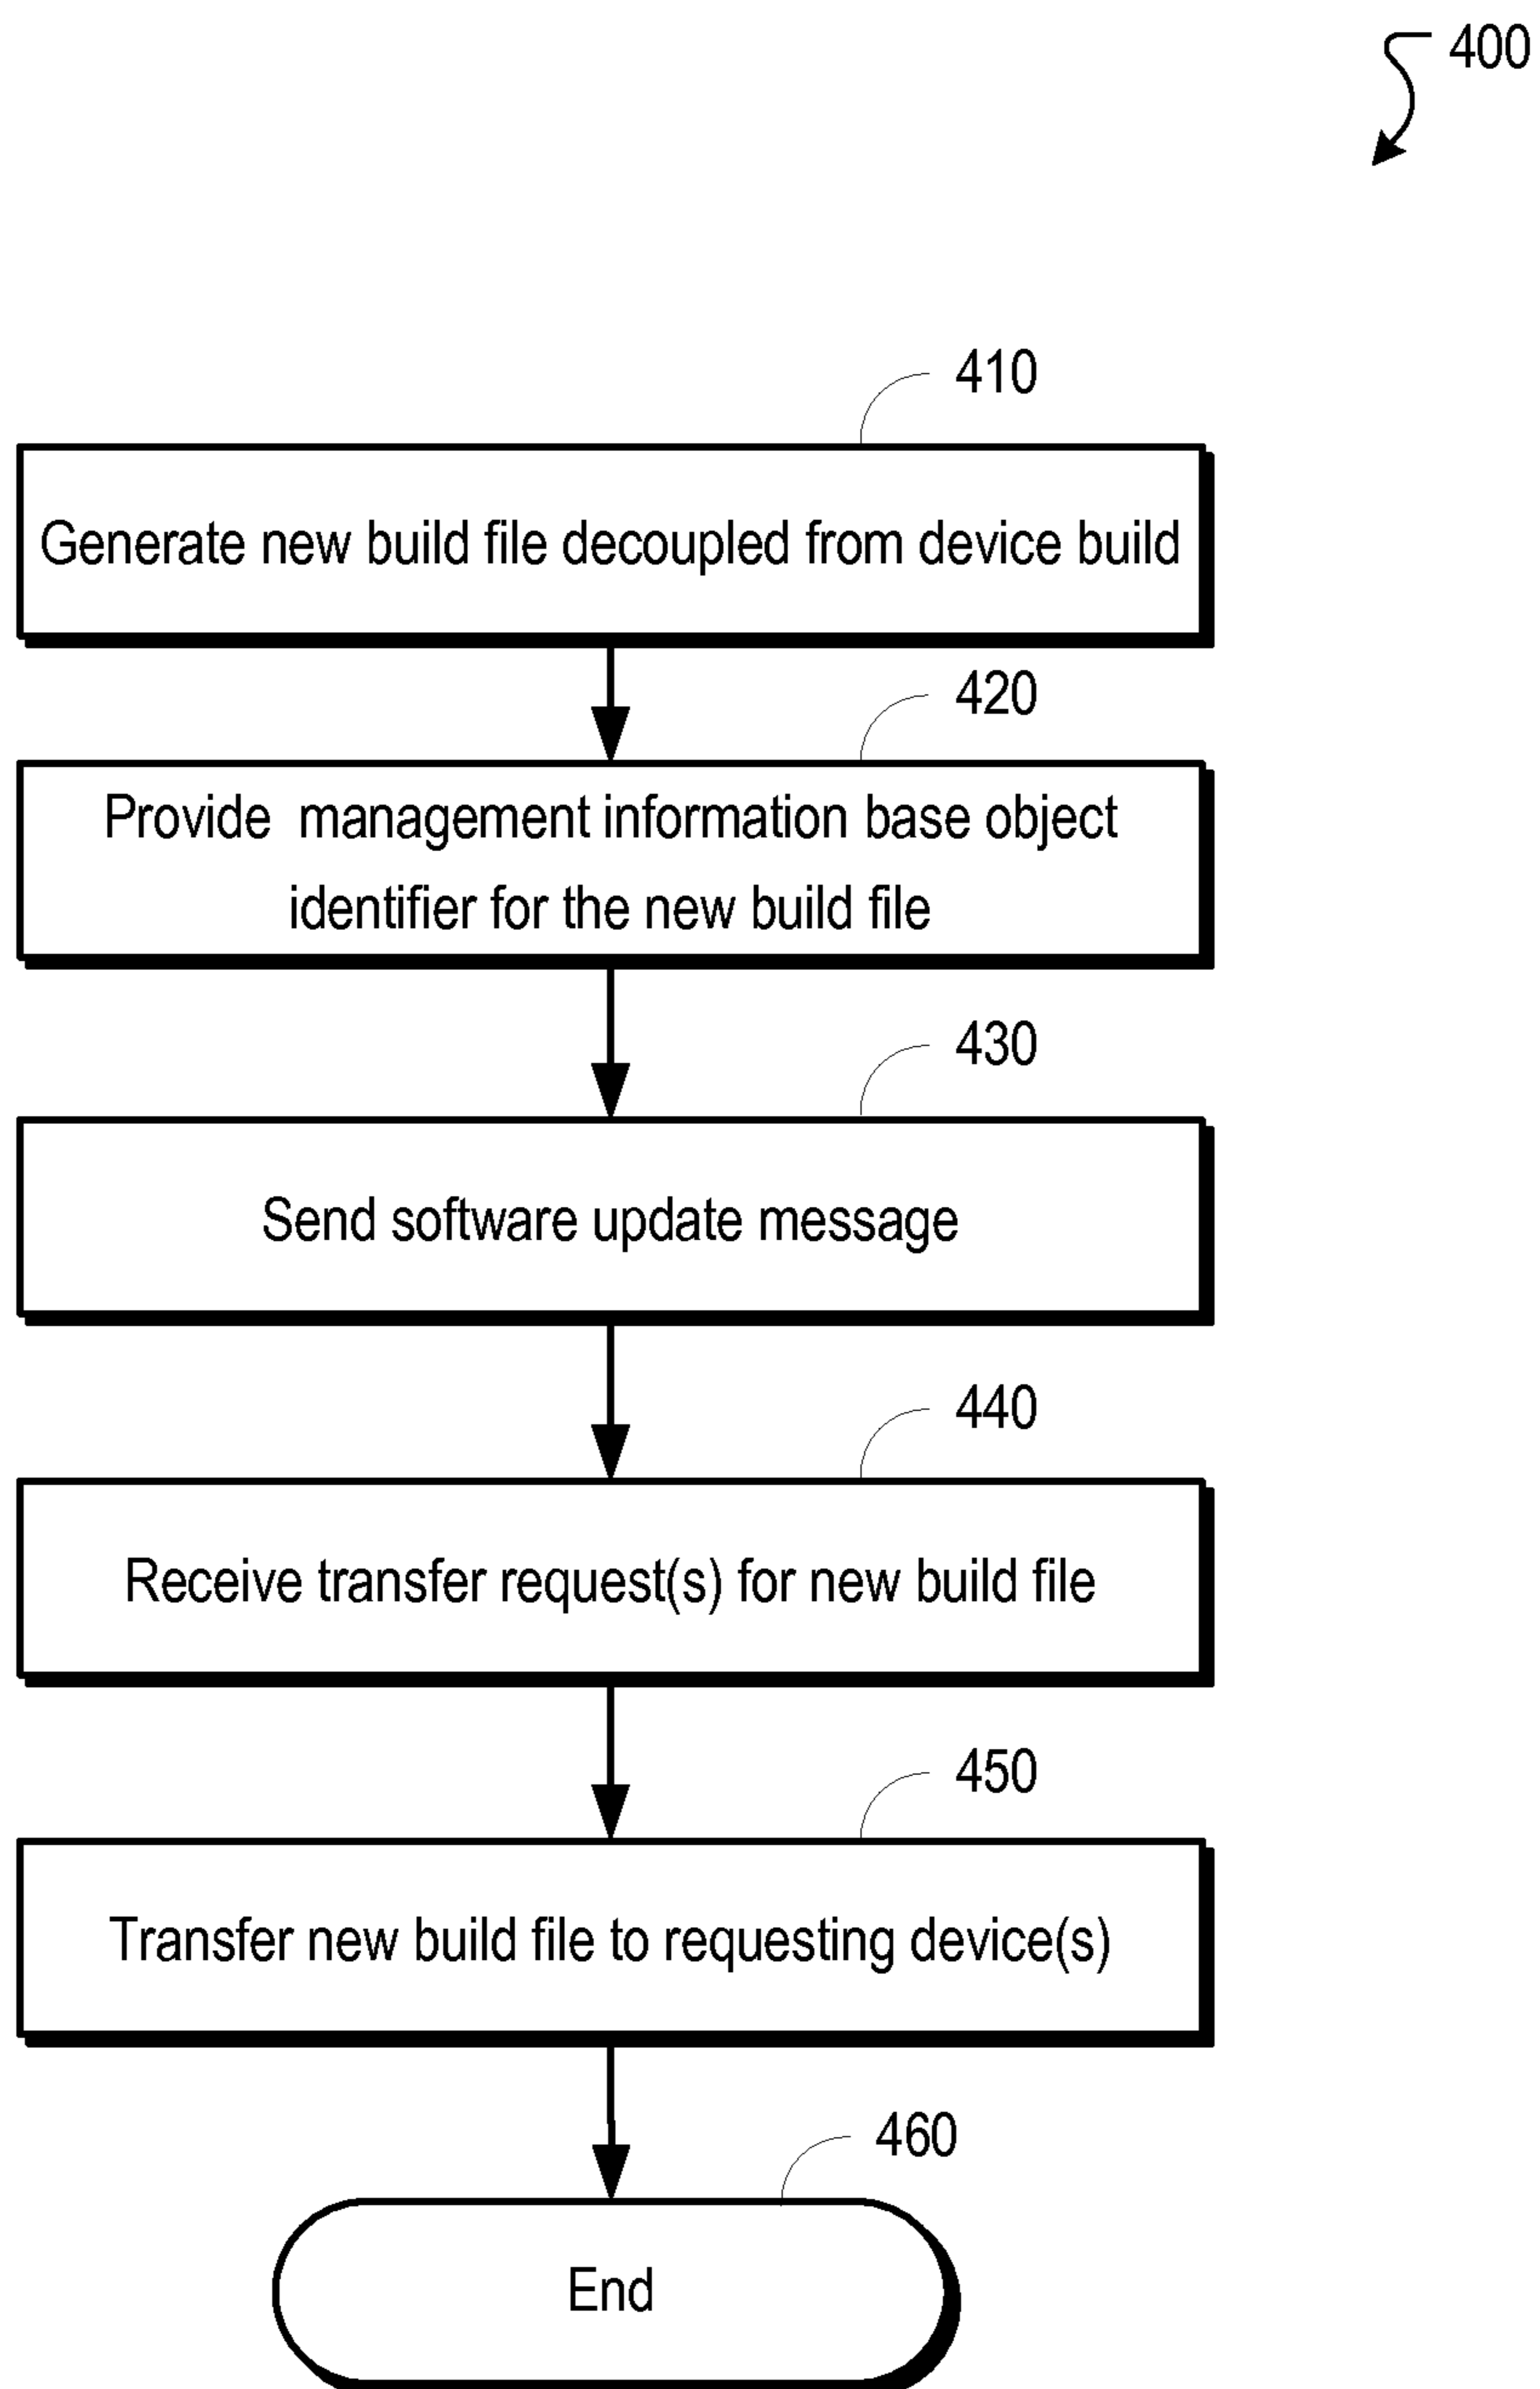 400
410
Generate new build file decoupled from device build
420
Provide management information base object
identifier for the new build file
430
Send software update message
440
Receive transfer request(s) for new build file
450
Transfer new build file to requesting device(s)
460
End